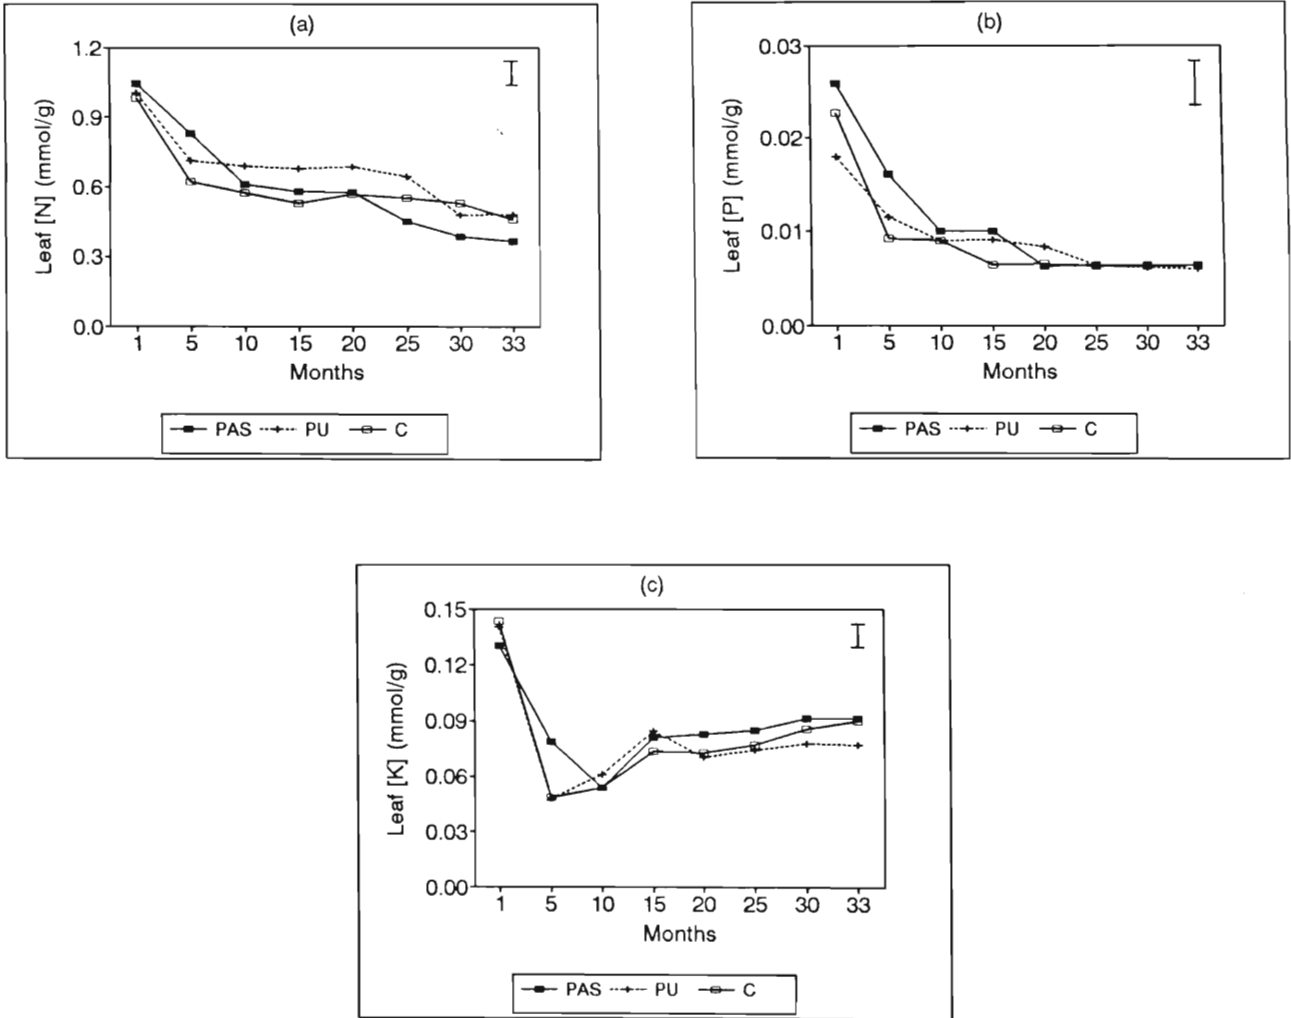 (a)
1.2
0.9
0.6
0.3
0.0
Leaf [N] (mmol/g)
1 5 10 15 20 25 30 33
Months
PAS PU C
(b)
0.03
0.02
0.01
0.00
Leaf [P] (mmol/g)
1 5 10 15 20 25 30 33
Months
PAS PU C
(c)
0.15
0.12
0.09
0.06
0.03
0.00
Leaf [K] (mmol/g)
1 5 10 15 20 25 30 33
Months
PAS PU C